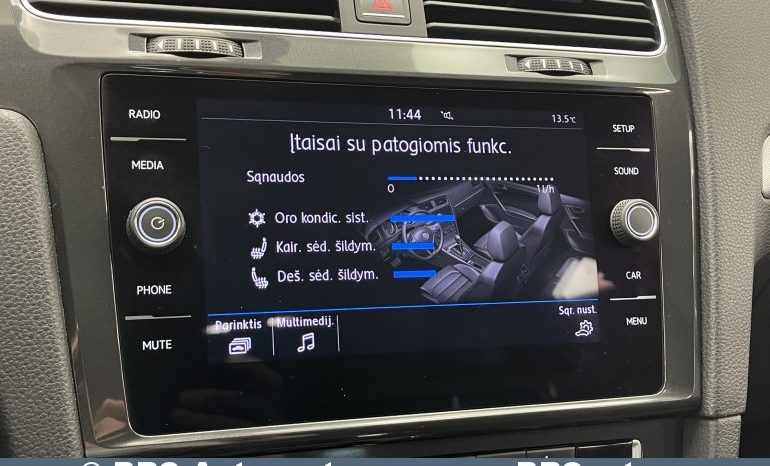 RADIO
MEDIA
PHONE
MUTE
11:44
13.5°C
Įtaisai su patogiomis funkc.
Sąnaudos
0
1l/h
Oro kondic. sist.
Kair. sėd. šildym.
Deš. sėd. šildym.
Parinktis
Multimedij.
Sąr. nust.
SETUP
SOUND
CAR
MENU